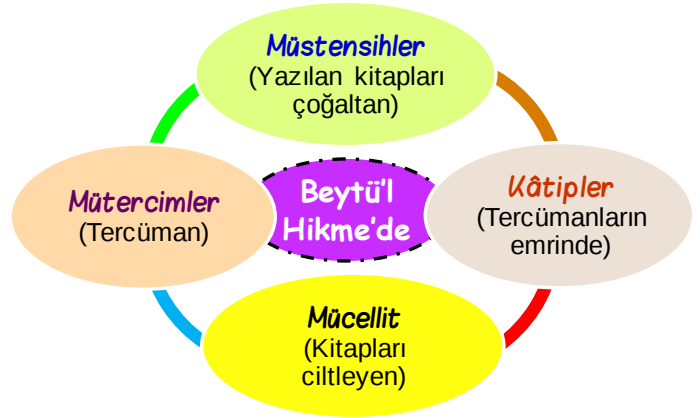 Müstensihler
(Yazılan kitapları
çoğaltan)
Mütercimler
(Tercüman)
Beytü'l
Hikme'de
Kâtipler
(Tercümanların
emrinde)
Mücellit
(Kitapları
ciltleyen)